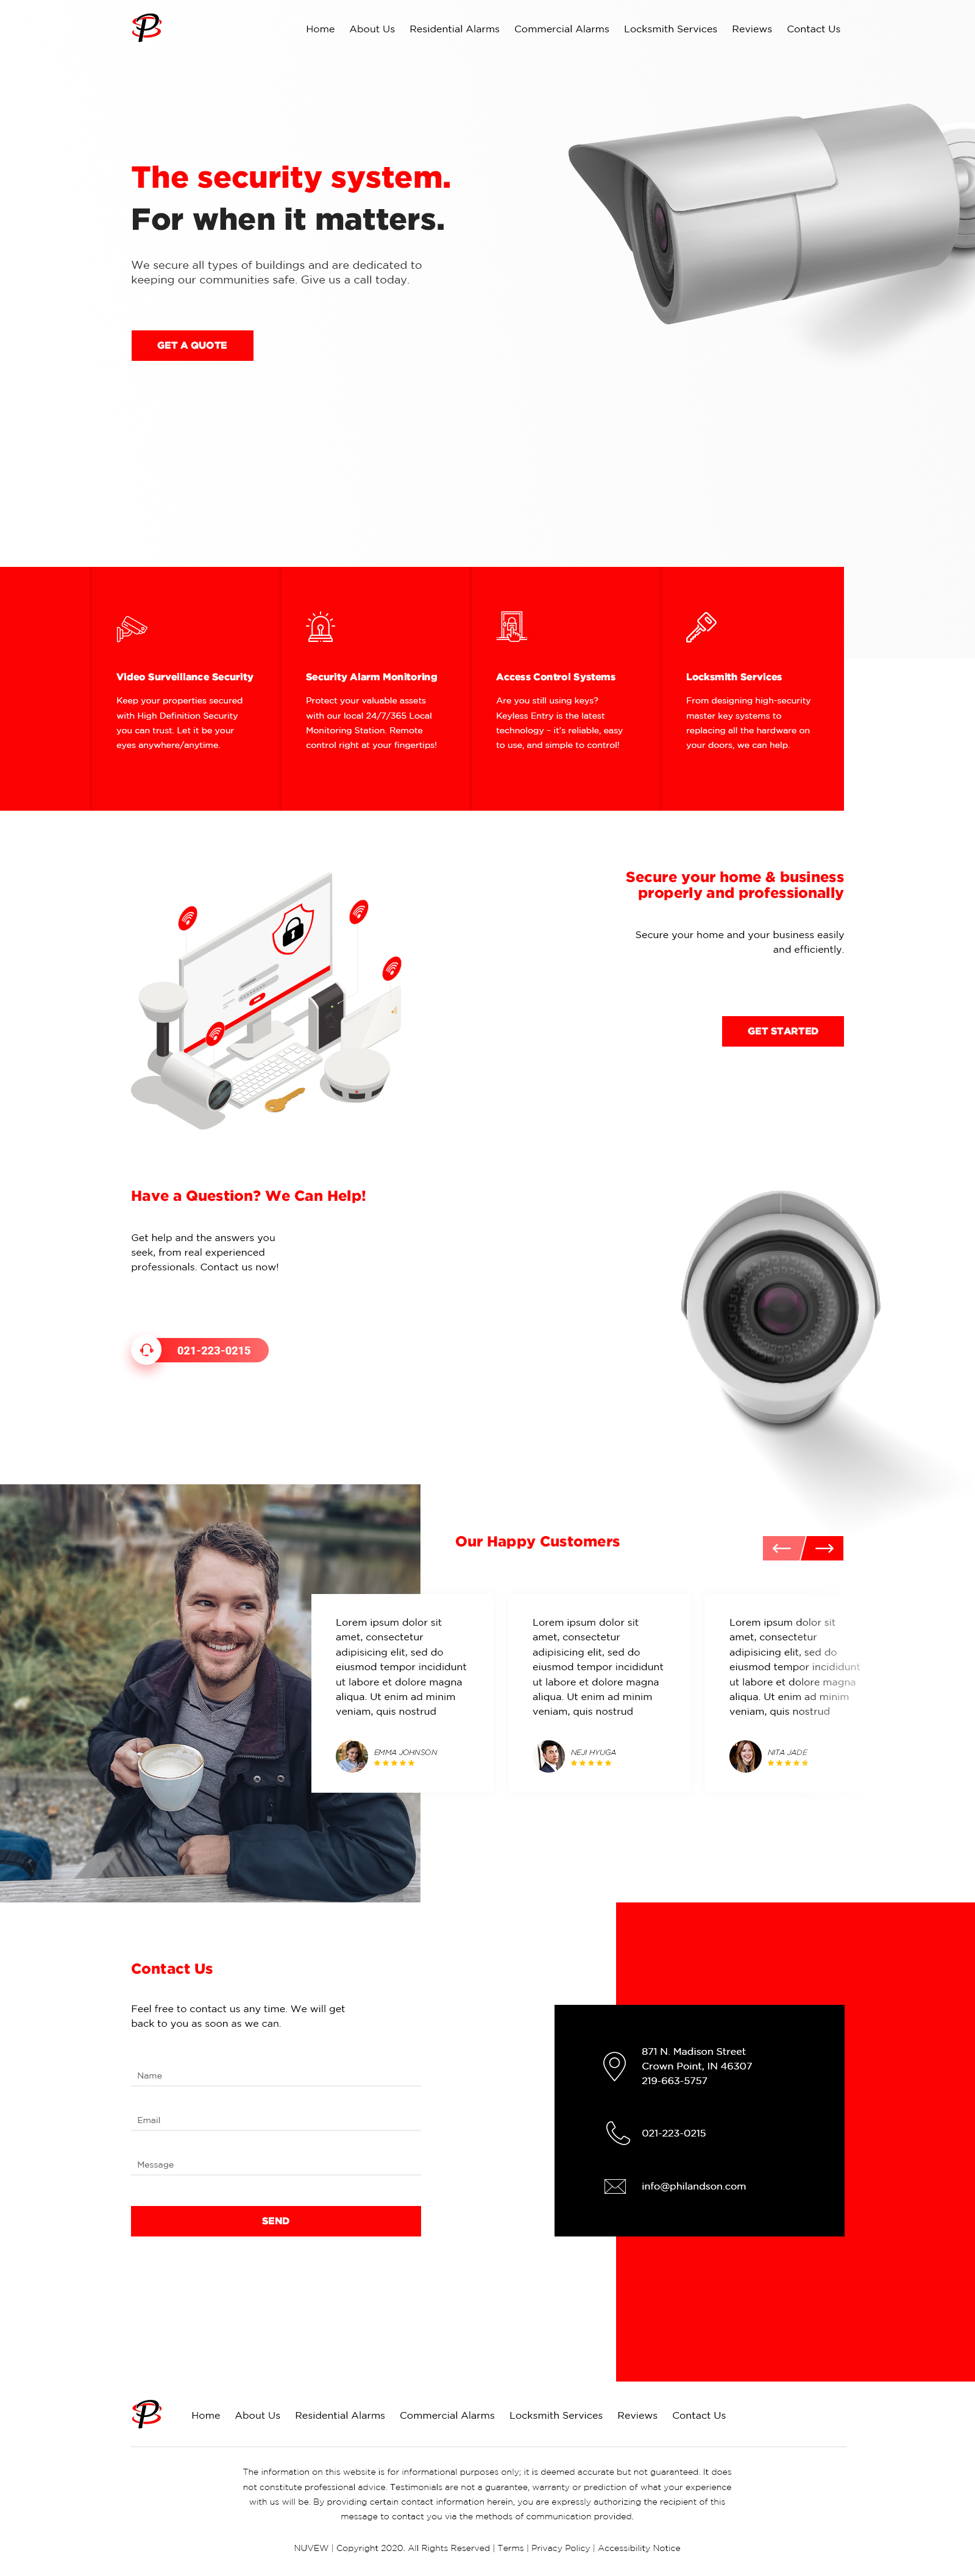 Home About Us Residential Alarms Commercial Alarms Locksmith Services Reviews Contact Us
The security system.
For when it matters.
We secure all types of buildings and are dedicated to
keeping our communities safe. Give us a call today.
GET A QUOTE
Video Surveillance Security
Keep your properties secured
with High Definition Security
you can trust. Let it be your
eyes anywhere/anytime.
Security Alarm Monitoring
Protect your valuable assets
with our local 24/7/365 Local
Monitoring Station. Remote
control right at your fingertips!
Access Control Systems
Are you still using keys?
Keyless Entry is the latest
technology – it's reliable, easy
to use, and simple to control!
Locksmith Services
From designing high-security
master key systems to
replacing all the hardware on
your doors, we can help.
Secure your home & business
properly and professionally
Secure your home and your business easily
and efficiently.
GET STARTED
Have a Question? We Can Help!
Get help and the answers you
seek, from real experienced
professionals. Contact us now!
021-223-0215
Our Happy Customers
Lorem ipsum dolor sit
amet, consectetur
adipisicing elit, sed do
eiusmod tempor incididunt
ut labore et dolore magna
aliqua. Ut enim ad minim
veniam, quis nostrud
EMMA JOHNSON
Lorem ipsum dolor sit
amet, consectetur
adipisicing elit, sed do
eiusmod tempor incididunt
ut labore et dolore magna
aliqua. Ut enim ad minim
veniam, quis nostrud
NEJI HYUGA
Lorem ipsum dolor sit
amet, consectetur
adipisicing elit, sed do
eiusmod tempor incididunt
ut labore et dolore magna
aliqua. Ut enim ad minim
veniam, quis nostrud
NITA JADE
Contact Us
Feel free to contact us any time. We will get
back to you as soon as we can.
Name
Email
Message
SEND
871 N. Madison Street
Crown Point, IN 46307
219-663-5757
021-223-0215
info@philandson.com
Home About Us Residential Alarms Commercial Alarms Locksmith Services Reviews Contact Us
The information on this website is for informational purposes only; it is deemed accurate but not guaranteed. It does
not constitute professional advice. Testimonials are not a guarantee, warranty or prediction of what your experience
with us will be. By providing certain contact information herein, you are expressly authorizing the recipient of this
message to contact you via the methods of communication provided.
NUVEW | Copyright 2020. All Rights Reserved | Terms | Privacy Policy | Accessibility Notice